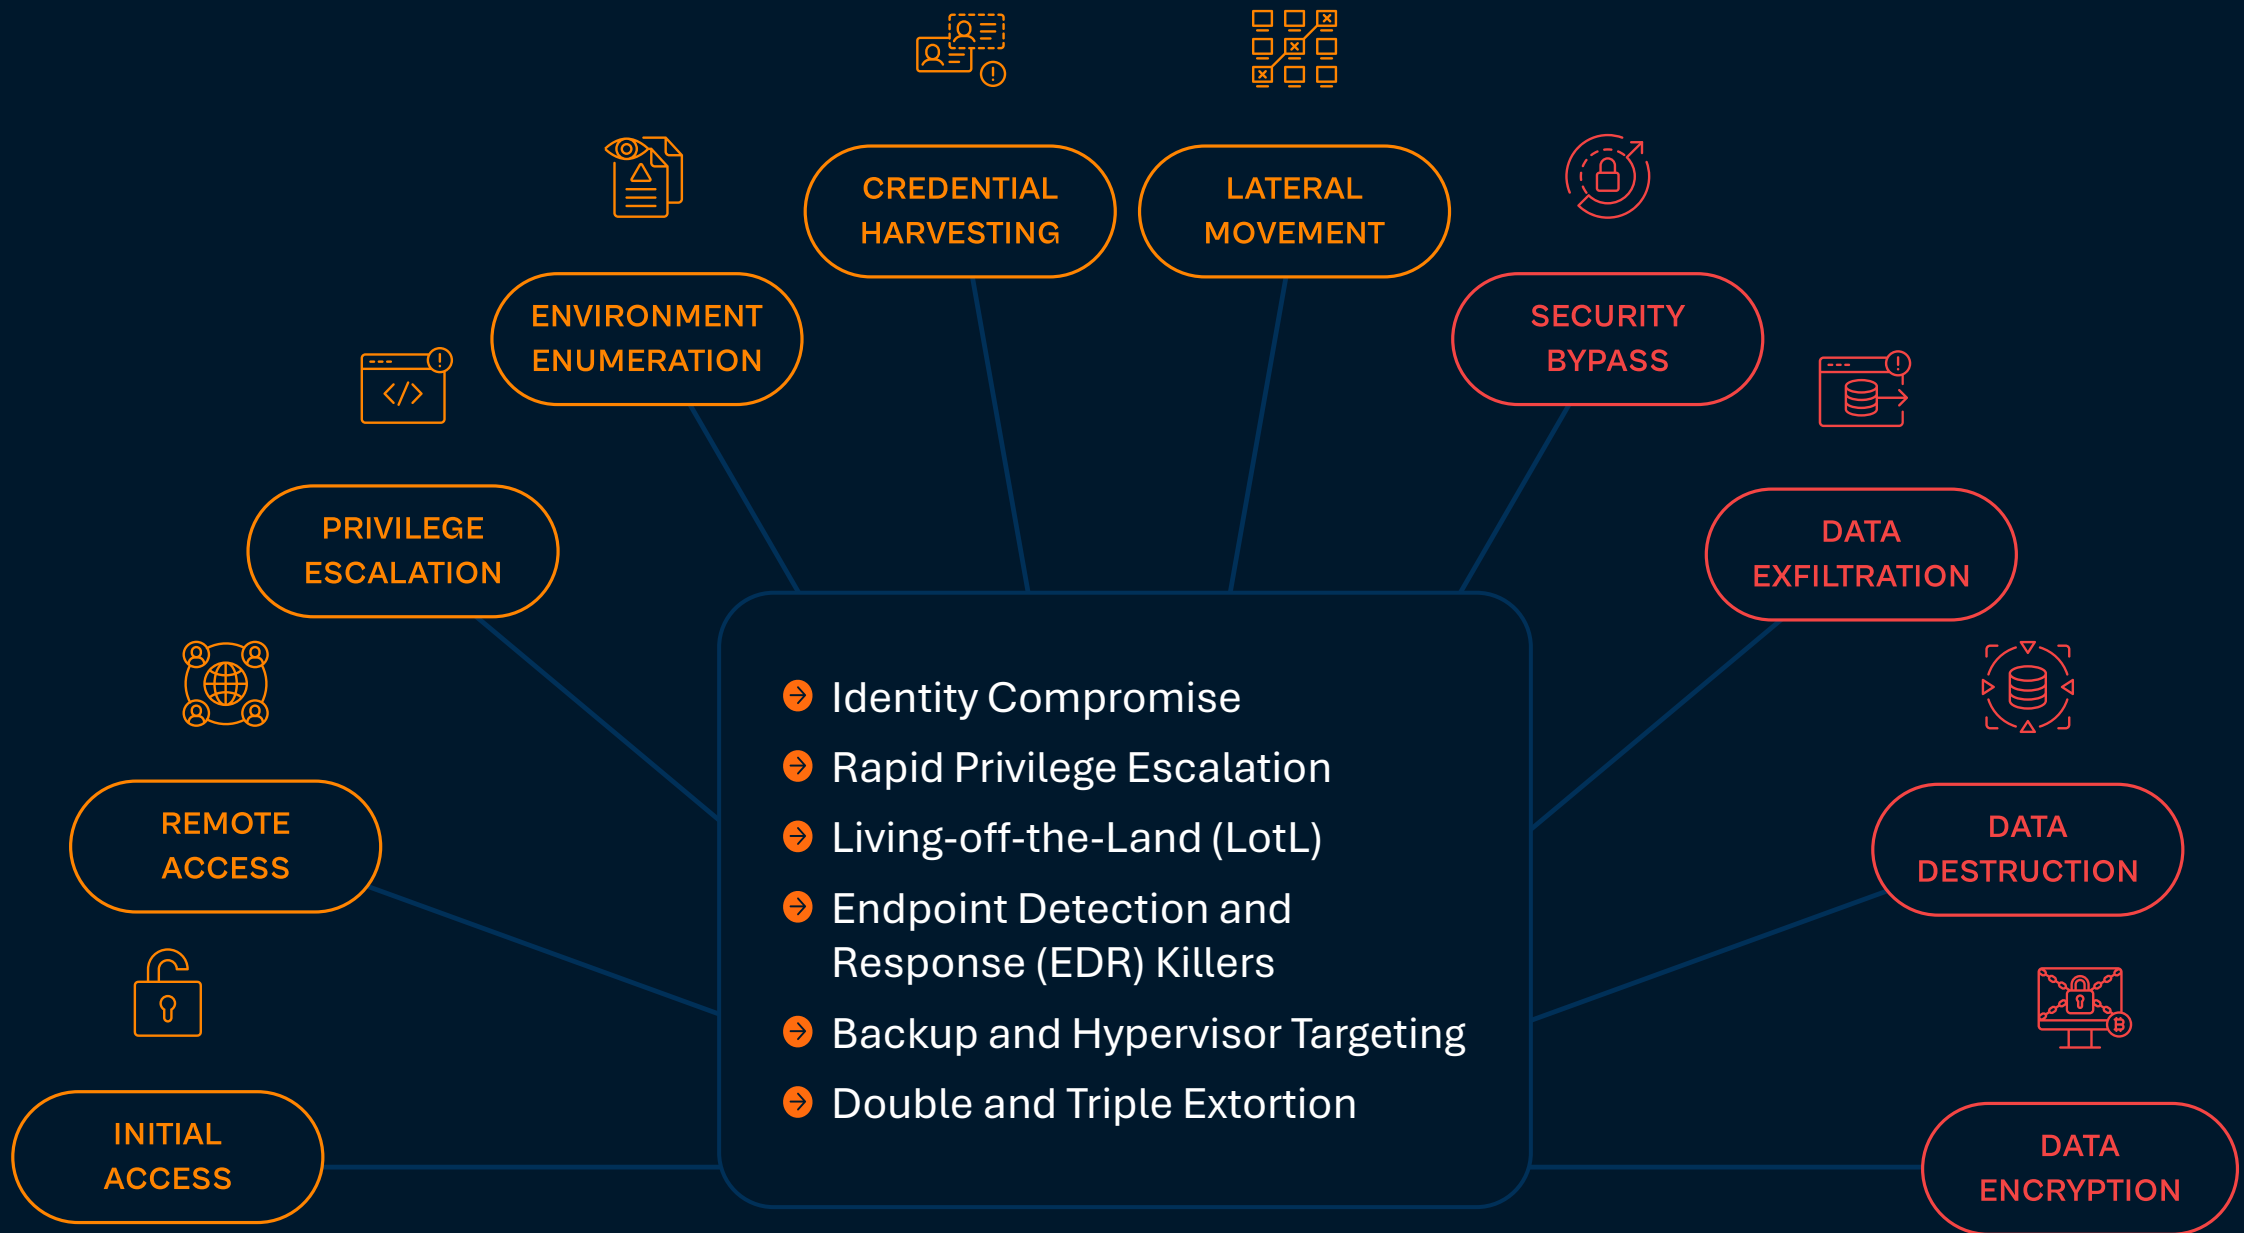 CREDENTIAL
HARVESTING
LATERAL
MOVEMENT
ENVIRONMENT
ENUMERATION
SECURITY
BYPASS
PRIVILEGE
ESCALATION
DATA
EXFILTRATION
REMOTE
ACCESS
DATA
DESTRUCTION
INITIAL
ACCESS
DATA
ENCRYPTION
Identity Compromise
Rapid Privilege Escalation
Living-off-the-Land (LotL)
Endpoint Detection and
Response (EDR) Killers
Backup and Hypervisor Targeting
Double and Triple Extortion